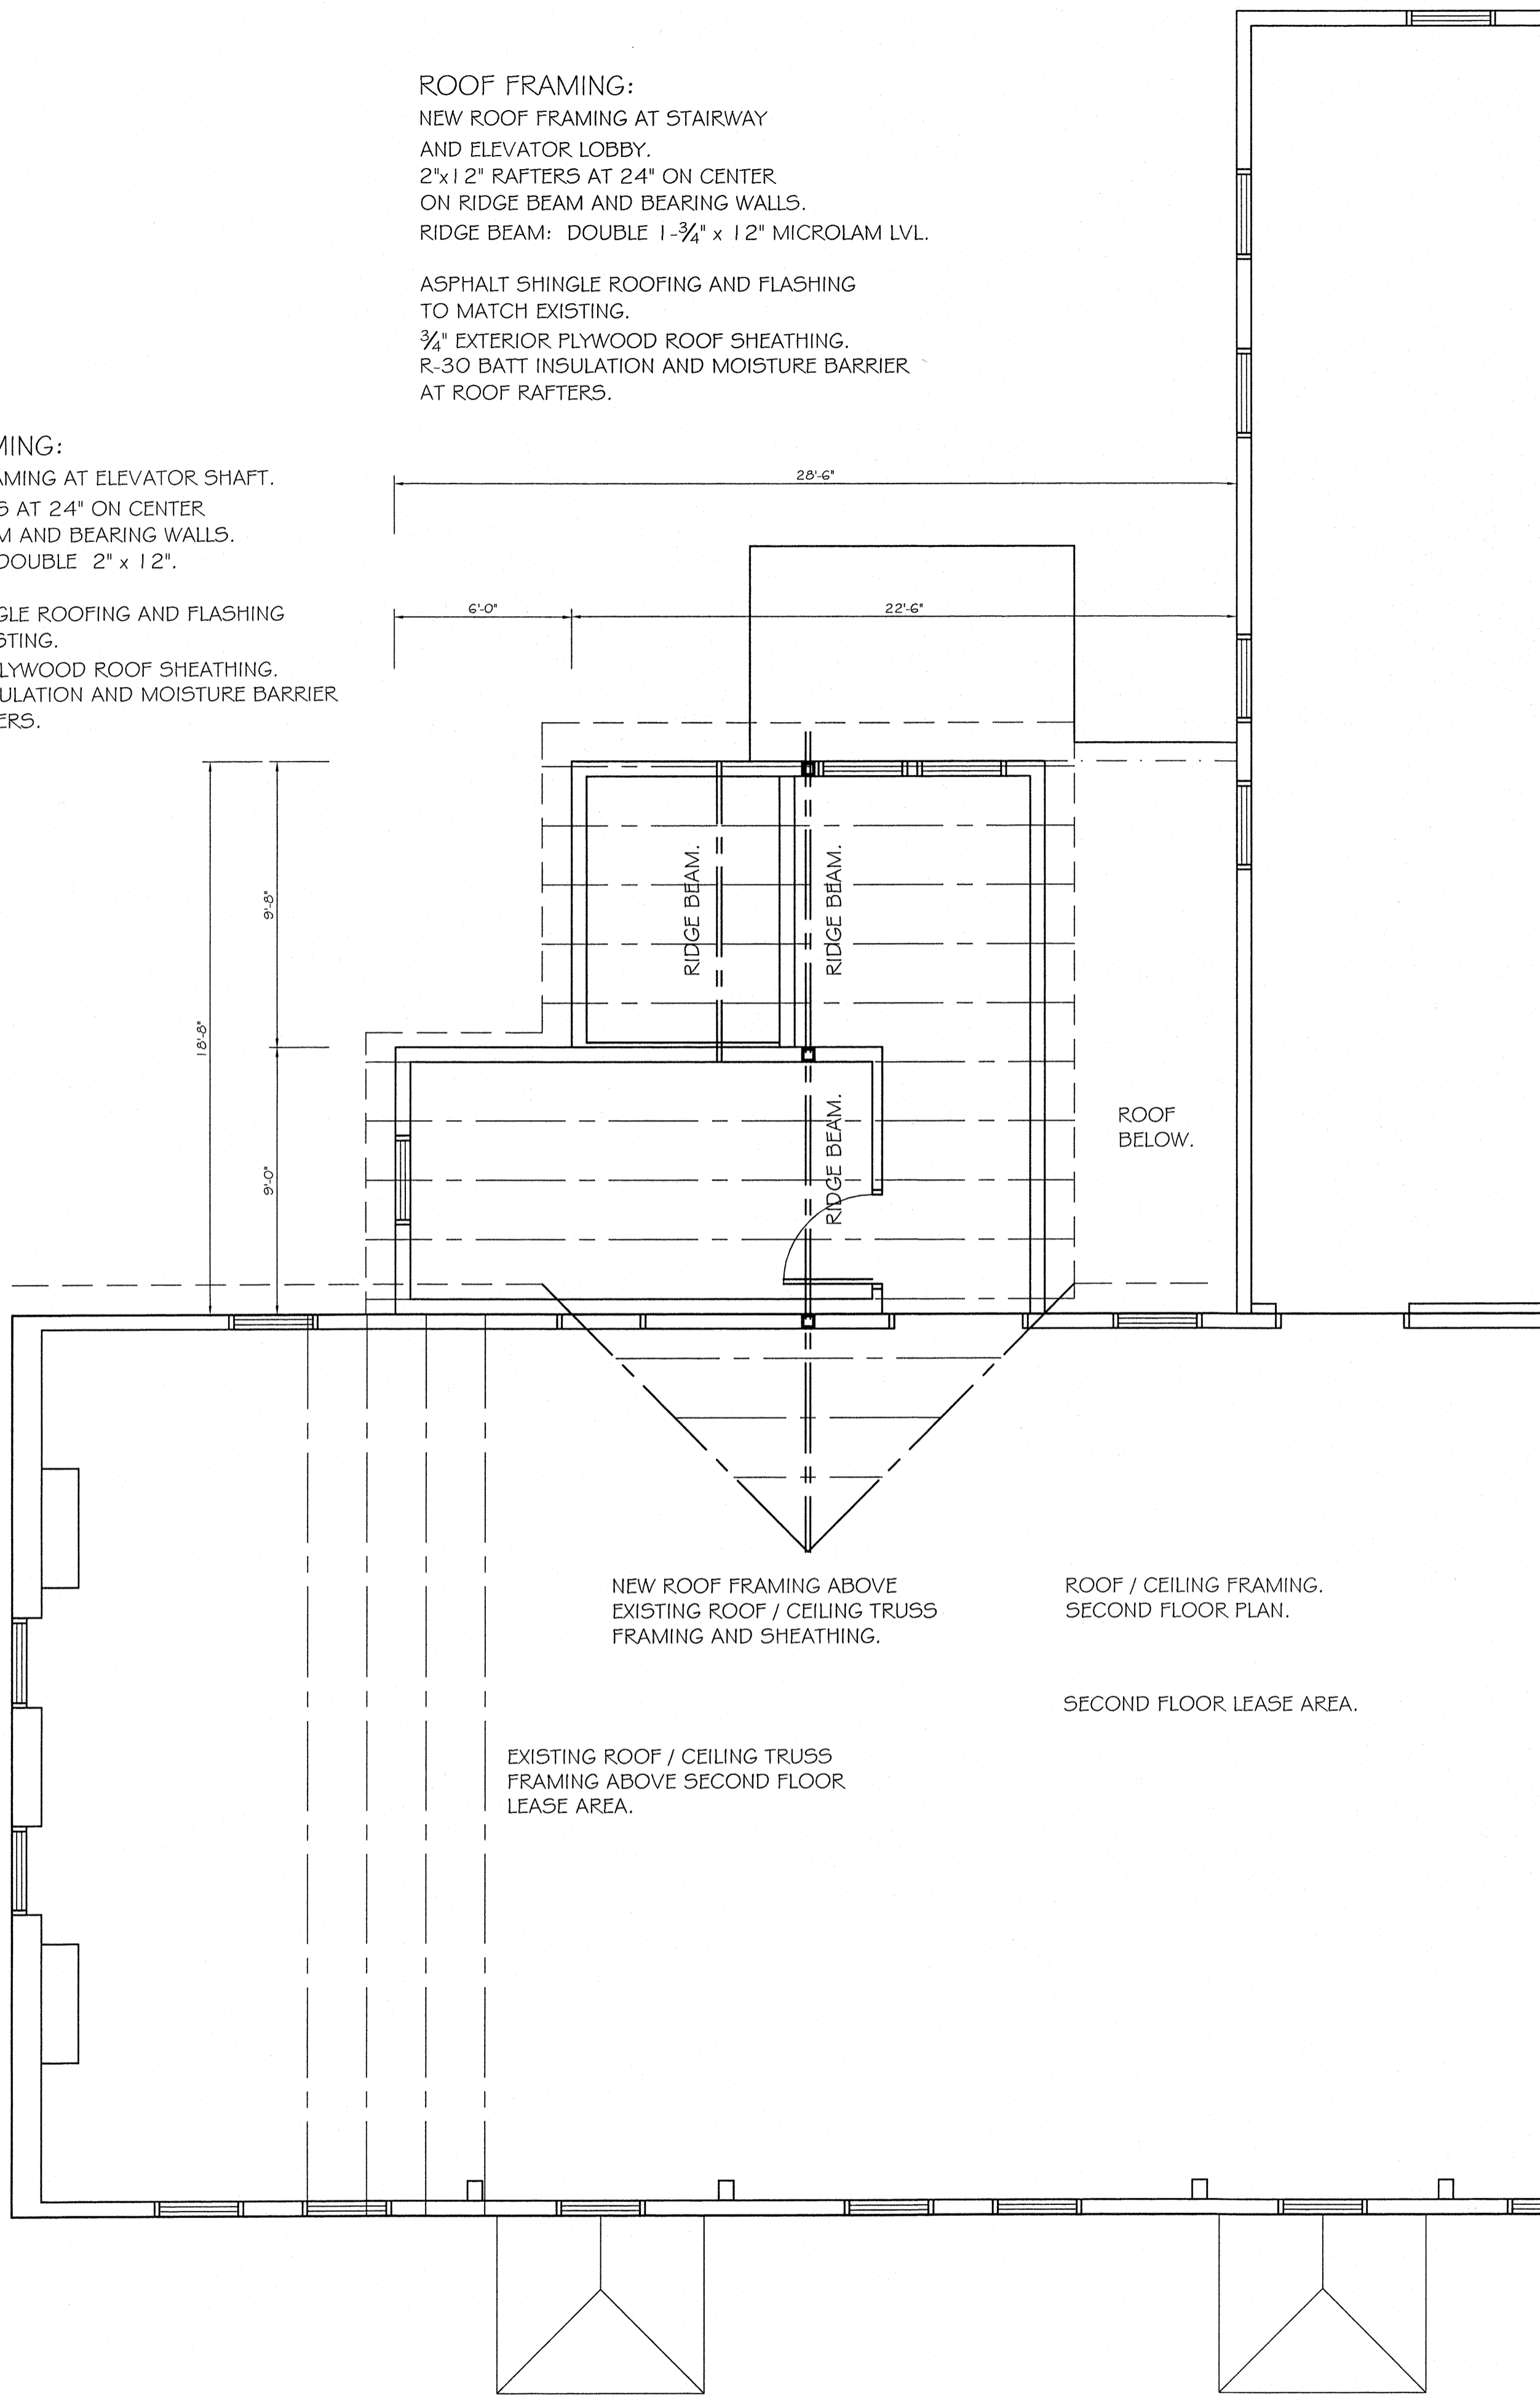 ROOF FRAMING:
NEW ROOF FRAMING AT STAIRWAY
AND ELEVATOR LOBBY.
2"x12" RAFTERS AT 24" ON CENTER
ON RIDGE BEAM AND BEARING WALLS.
RIDGE BEAM: DOUBLE 1-3/4" x 12" MICROLAM LVL.
ASPHALT SHINGLE ROOFING AND FLASHING
TO MATCH EXISTING.
3/4" EXTERIOR PLYWOOD ROOF SHEATHING.
R-30 BATT INSULATION AND MOISTURE BARRIER
AT ROOF RAFTERS.
MING:
AMING AT ELEVATOR SHAFT.
S AT 24" ON CENTER
M AND BEARING WALLS.
DOUBLE 2" x 12".
GLE ROOFING AND FLASHING
STING.
LYWOOD ROOF SHEATHING.
ULATION AND MOISTURE BARRIER
ERS.
28'-6"
6'-0"
22'-6"
9'-8"
18'-8"
9'-0"
RIDGE BEAM.
RIDGE BEAM.
RIDGE BEAM.
ROOF
BELOW.
NEW ROOF FRAMING ABOVE
EXISTING ROOF / CEILING TRUSS
FRAMING AND SHEATHING.
ROOF / CEILING FRAMING.
SECOND FLOOR PLAN.
SECOND FLOOR LEASE AREA.
EXISTING ROOF / CEILING TRUSS
FRAMING ABOVE SECOND FLOOR
LEASE AREA.